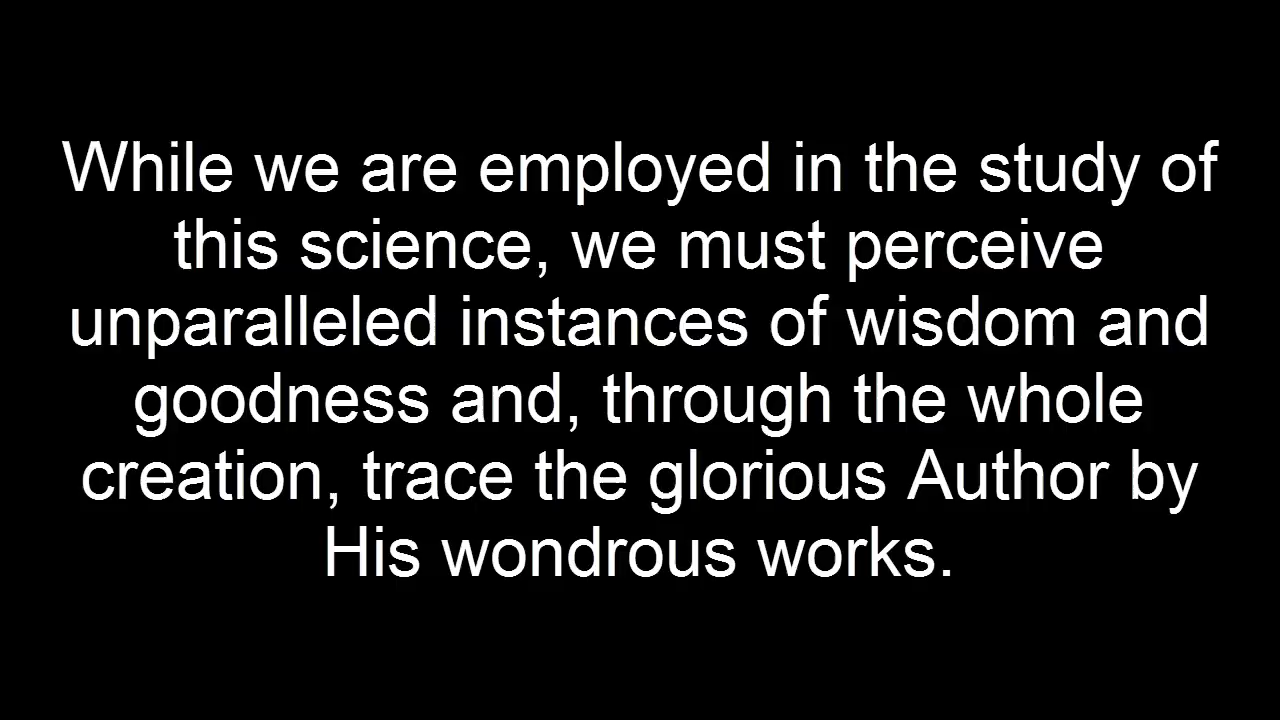 While we are employed in the study of
this science, we must perceive
unparalleled instances of wisdom and
goodness and, through the whole
creation, trace the glorious Author by
His wondrous works.